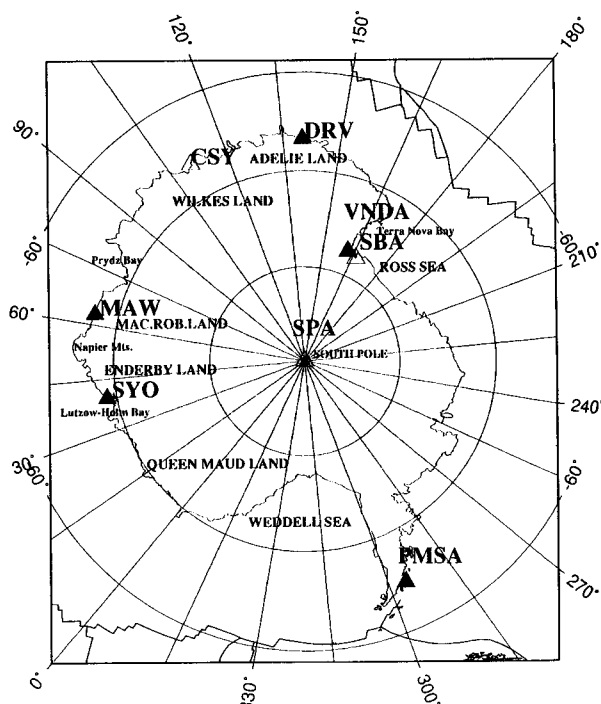 120°
150°
180°
90°
DRV
CSY
ADELIE LAND
WILKES LAND
VNDA
Terra Nova Bay
SBA
-60°
-60°
210°
Prydz Bay
ROSS SEA
MAW
60°
MAC.ROB.LAND
SPA
Napier Mts.
SOUTH POLE
ENDERBY LAND
SYO
Lutzow-Holm Bay
240°
30°
-60°
QUEEN MAUD LAND
-60°
WEDDELL SEA
PMSA
270°
0°
330°
300°